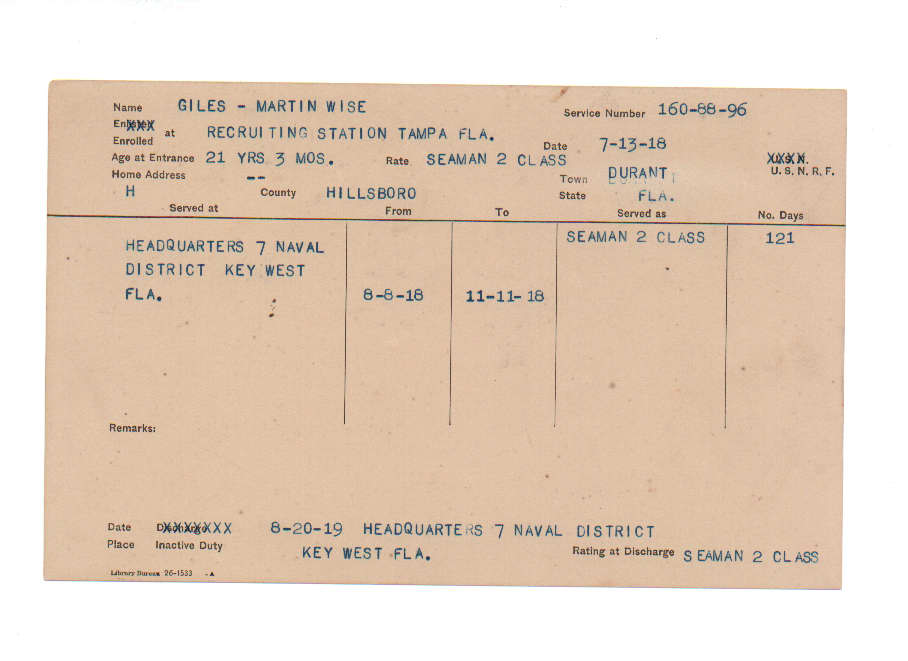 Name GILES - MARTIN WISE Service Number 160-88-96
Enrolled at RECRUITING STATION TAMPA FLA. Date 7-13-18
Age at Entrance 21 YRS 3 MOS. Rate SEAMAN 2 CLASS U.S.N.R.F.
Home Address -- Town DURANT
H County HILLSBORO State FLA.
Served at From To Served as No. Days
SEAMAN 2 CLASS 121
HEADQUARTERS 7 NAVAL
DISTRICT KEY WEST
FLA. 8-8-18 11-11-18
Remarks:
Date XXXXXXX 8-20-19 HEADQUARTERS 7 NAVAL DISTRICT
Place Inactive Duty KEY WEST FLA. Rating at Discharge SEAMAN 2 CLASS
Library Bureau 26-1533 -A